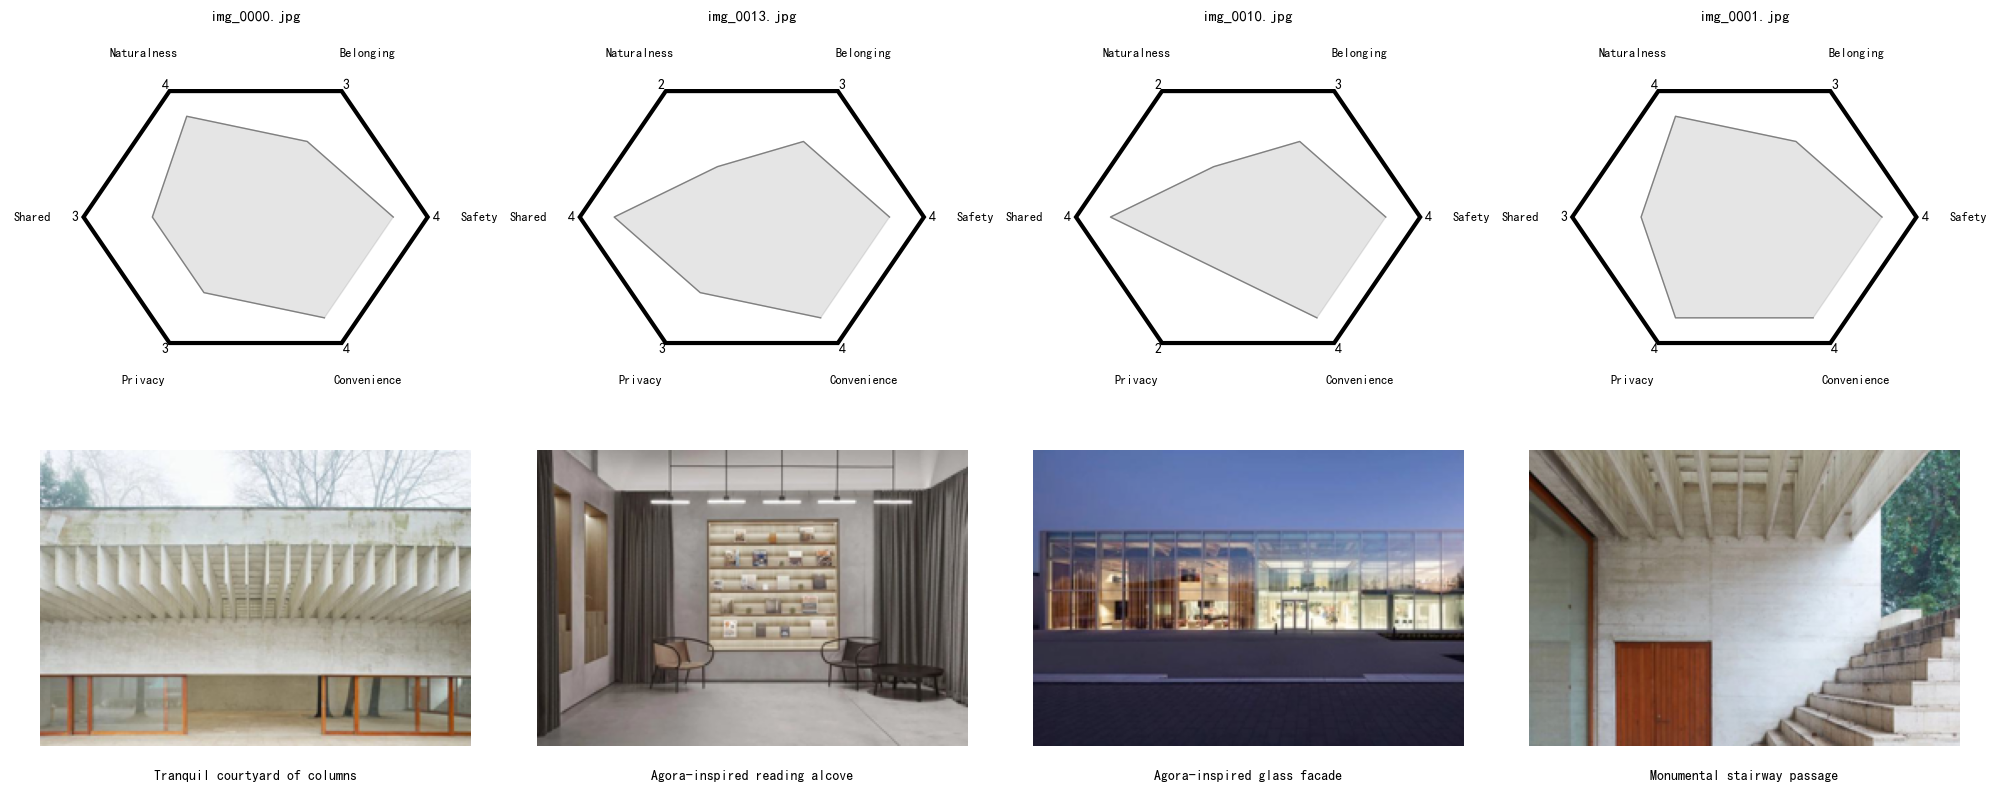 img_0000.jpg
Naturalness
Belonging
4
3
Shared
3
4
Safety
3
4
Privacy
Convenience
Tranquil courtyard of columns
img_0013.jpg
Naturalness
Belonging
2
3
Shared
4
4
Safety
3
4
Privacy
Convenience
Agora-inspired reading alcove
img_0010.jpg
Naturalness
Belonging
2
3
Shared
4
4
Safety
2
4
Privacy
Convenience
Agora-inspired glass facade
img_0001.jpg
Naturalness
Belonging
4
3
Shared
3
4
Safety
4
4
Privacy
Convenience
Monumental stairway passage